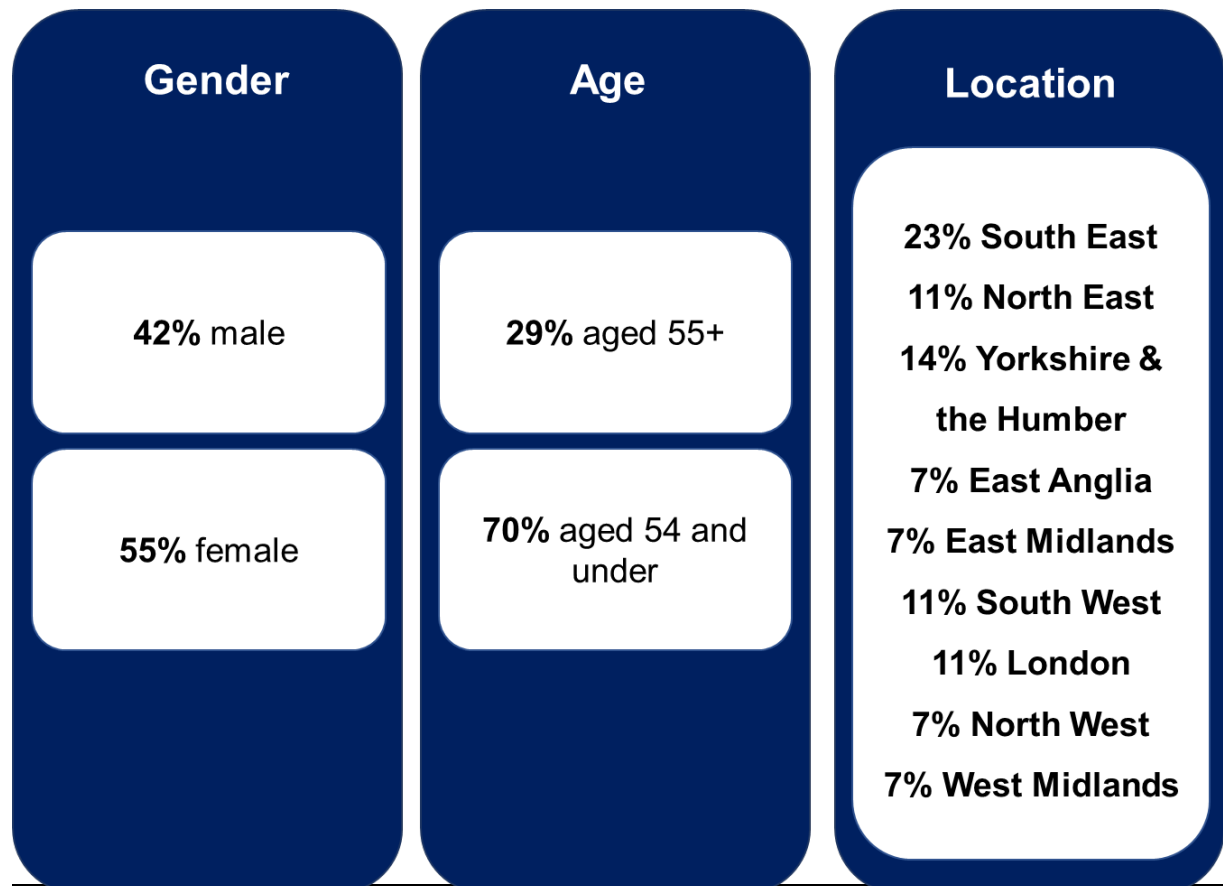 Gender
42% male
55% female
Age
29% aged 55+
70% aged 54 and
under
Location
23% South East
11% North East
14% Yorkshire &
the Humber
7% East Anglia
7% East Midlands
11% South West
11% London
7% North West
7% West Midlands